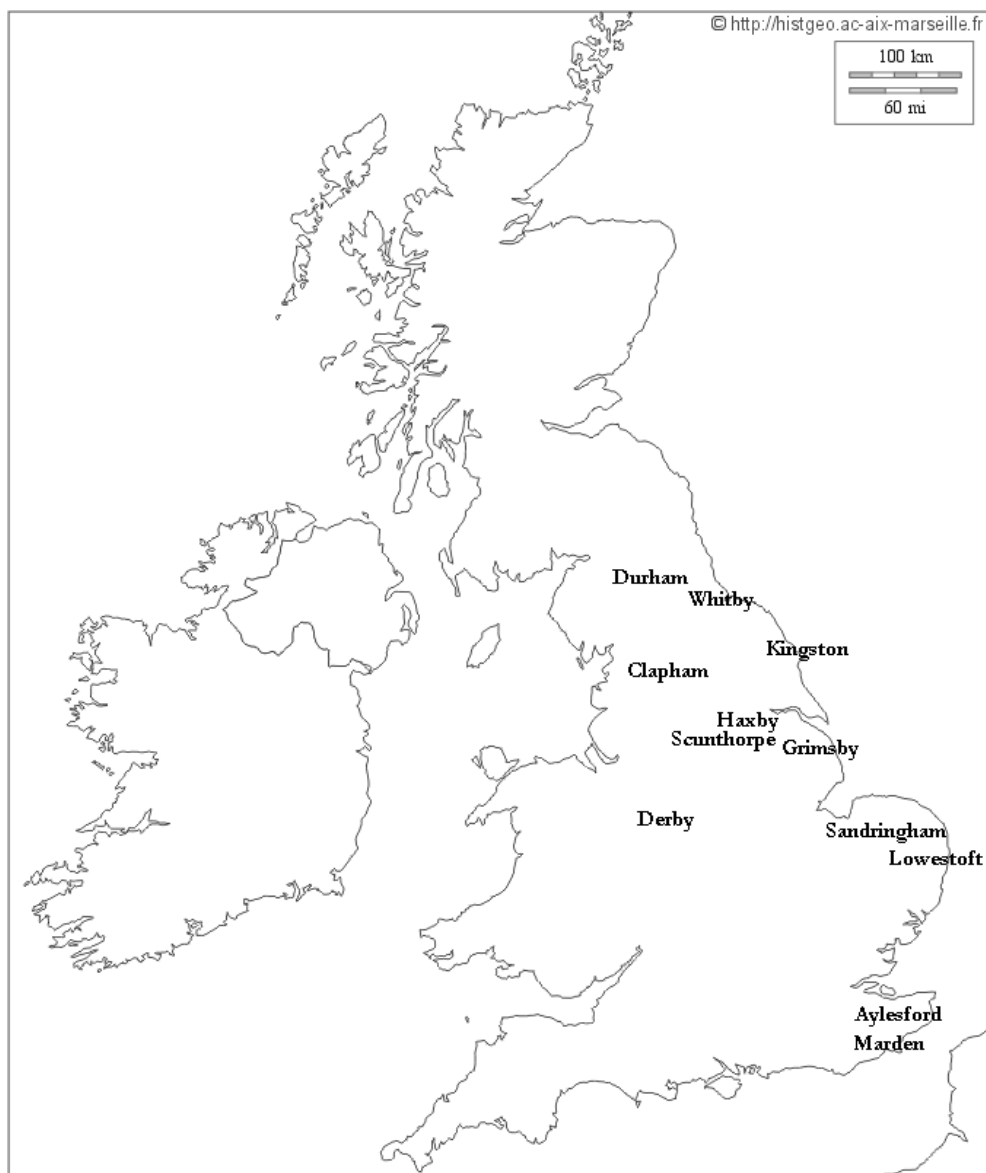 © http://histgeo.ac-aix-marseille.fr
100 km
60 mi
Durham
Whitby
Kingston
Clapham
Haxby
Scunthorpe
Grimsby
Derby
Sandringham
Lowestoft
Aylesford
Marden